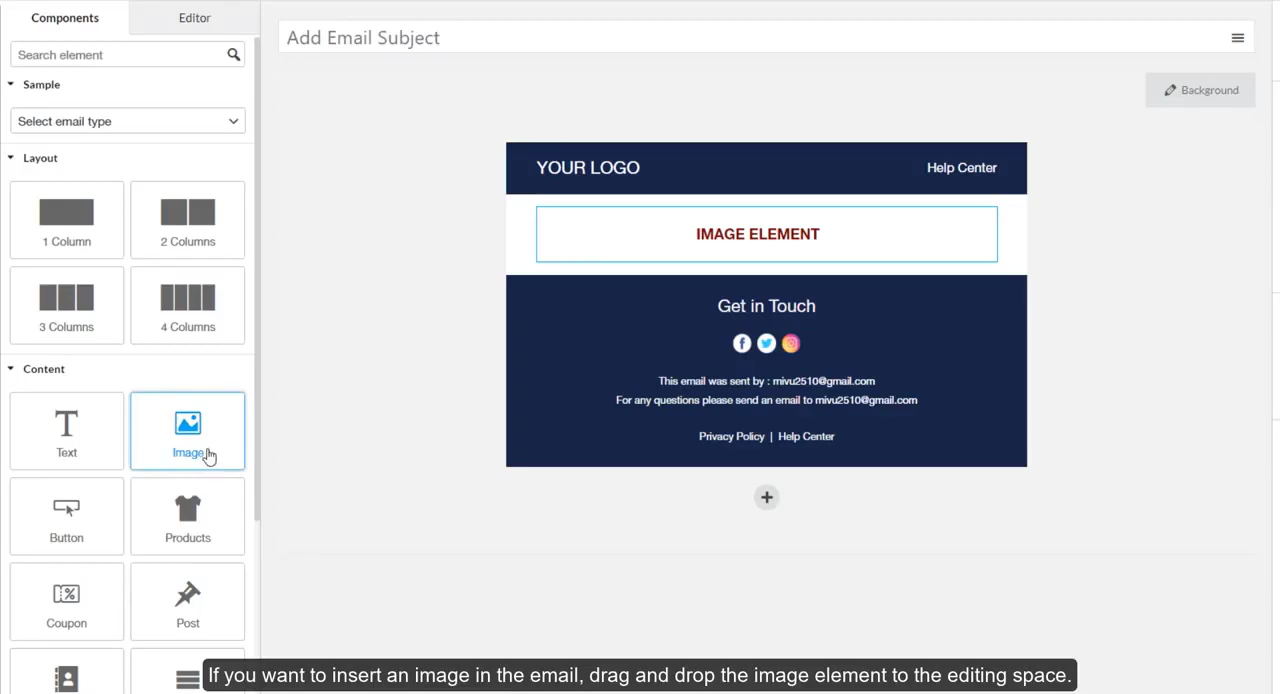 Components
Editor
Search element
Sample
Select email type
Layout
1 Column
2 Columns
3 Columns
4 Columns
Content
Text
Image
Button
Products
Coupon
Post
Add Email Subject
Background
YOUR LOGO
Help Center
IMAGE ELEMENT
Get in Touch
This email was sent by : mivu2510@gmail.com
For any questions please send an email to mivu2510@gmail.com
Privacy Policy | Help Center
If you want to insert an image in the email, drag and drop the image element to the editing space.